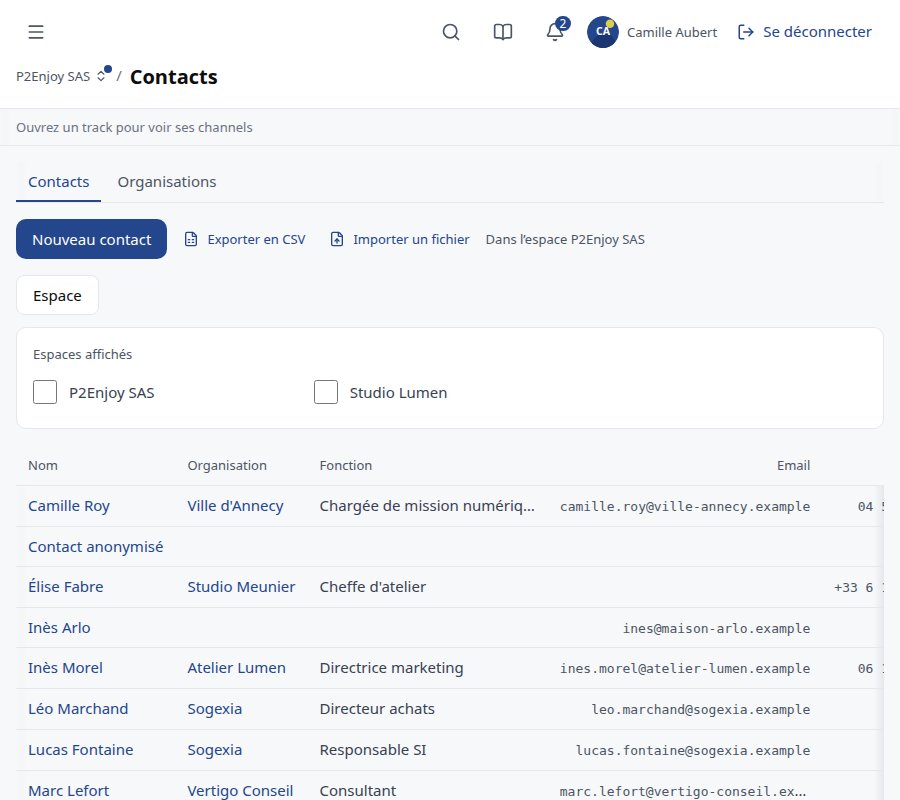 2 CA Camille Aubert Se déconnecter
P2Enjoy SAS / Contacts
Ouvrez un track pour voir ses channels
Contacts Organisations
Nouveau contact Exporter en CSV Importer un fichier Dans l'espace P2Enjoy SAS
Espace
Espaces affichés
P2Enjoy SAS Studio Lumen
Nom Organisation Fonction Email
Camille Roy Ville d'Annecy Chargée de mission numériq... camille.roy@ville-annecy.example 04
Contact anonymisé
Élise Fabre Studio Meunier Cheffe d'atelier +33 6
Inès Arlo ines@maison-arlo.example
Inès Morel Atelier Lumen Directrice marketing ines.morel@atelier-lumen.example 06
Léo Marchand Sogexia Directeur achats leo.marchand@sogexia.example
Lucas Fontaine Sogexia Responsable SI lucas.fontaine@sogexia.example
Marc Lefort Vertigo Conseil Consultant marc.lefort@vertigo-conseil.ex...